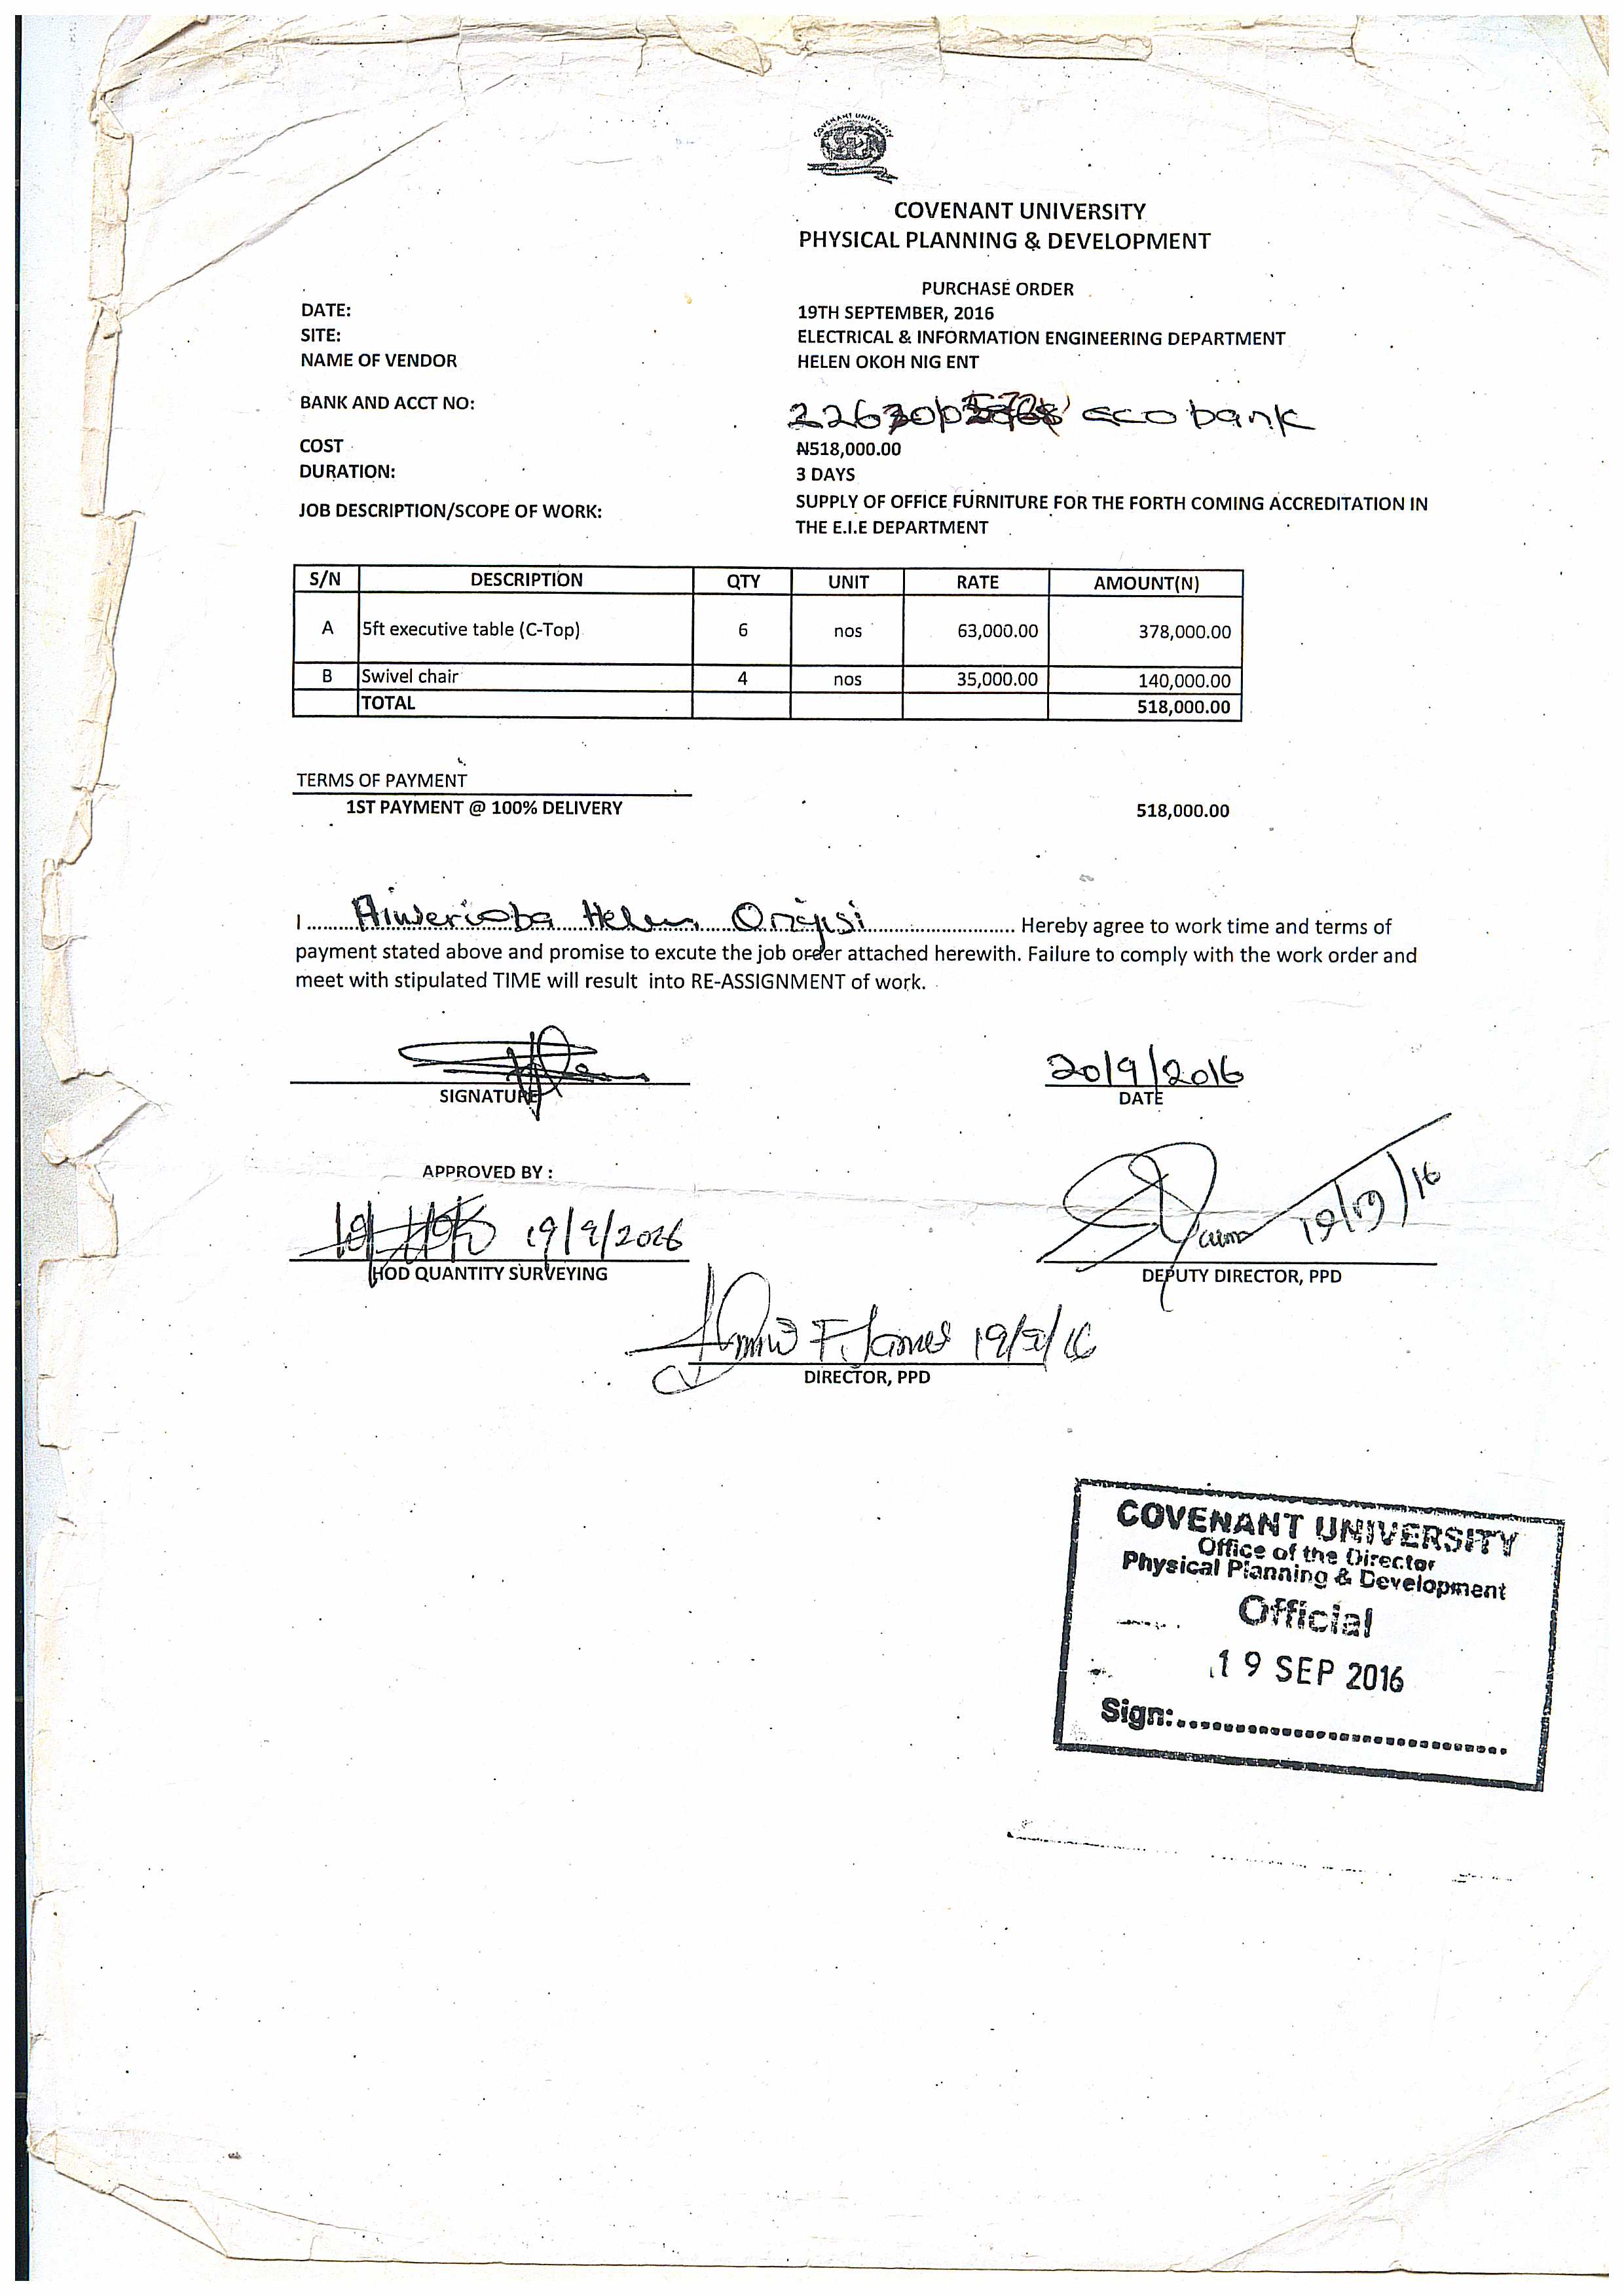 COVENANT UNIVERSITY
COVENANT UNIVERSITY
PHYSICAL PLANNING & DEVELOPMENT
PURCHASE ORDER
DATE: 19TH SEPTEMBER, 2016
SITE: ELECTRICAL & INFORMATION ENGINEERING DEPARTMENT
NAME OF VENDOR HELEN OKOH NIG ENT
BANK AND ACCT NO: eco bank
COST ₦518,000.00
DURATION: 3 DAYS
JOB DESCRIPTION/SCOPE OF WORK: SUPPLY OF OFFICE FURNITURE FOR THE FORTH COMING ACCREDITATION IN
THE E.I.E DEPARTMENT
S/N DESCRIPTION QTY UNIT RATE AMOUNT(N)
A 5ft executive table (C-Top) 6 nos 63,000.00 378,000.00
B Swivel chair 4 nos 35,000.00 140,000.00
TOTAL 518,000.00
TERMS OF PAYMENT
1ST PAYMENT @ 100% DELIVERY 518,000.00
I Helen Hereby agree to work time and terms of
payment stated above and promise to excute the job order attached herewith. Failure to comply with the work order and
meet with stipulated TIME will result into RE-ASSIGNMENT of work.
20/9/2016
SIGNATURE DATE
APPROVED BY :
19/9/2016 19/9/16
HOD QUANTITY SURVEYING DEPUTY DIRECTOR, PPD
F. James 19/9/16
DIRECTOR, PPD
COVENANT UNIVERSITY
Office of the Director
Physical Planning & Development
Official
19 SEP 2016
Sign: